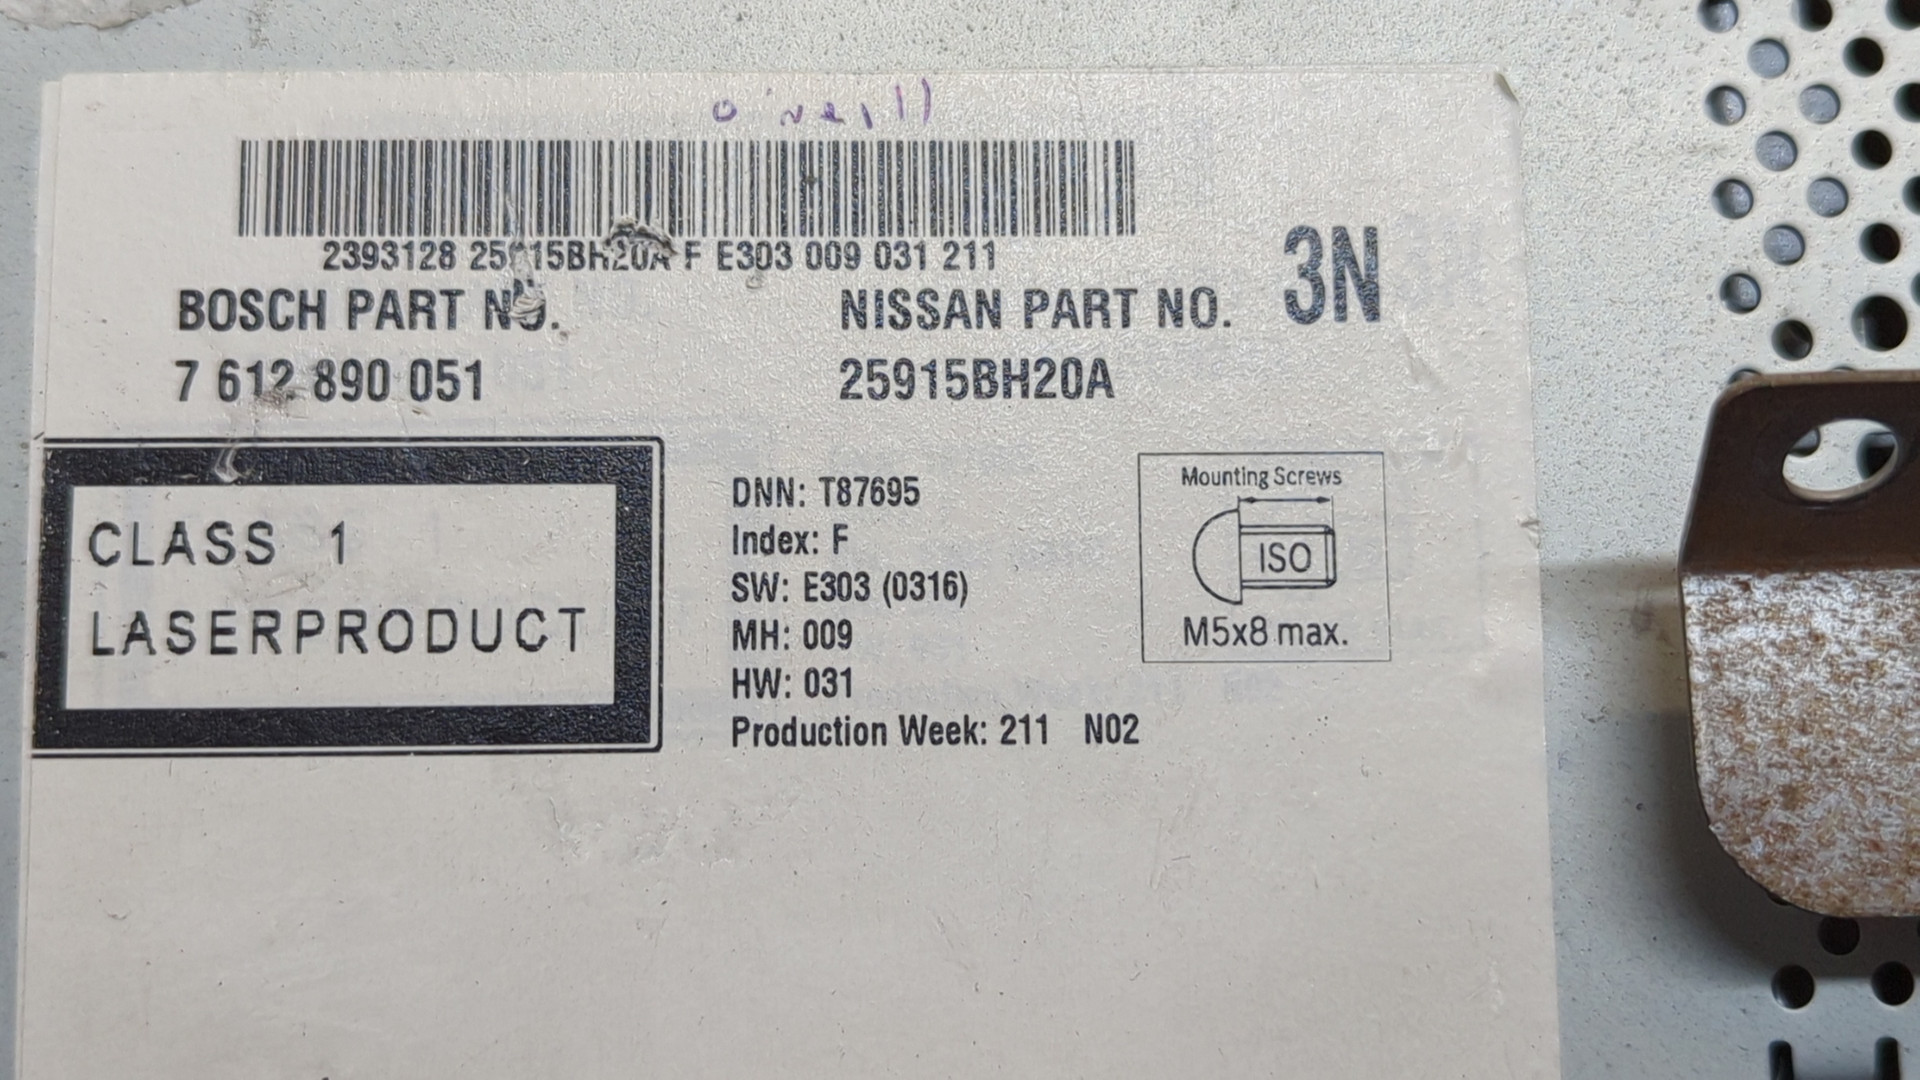 o'neill
2393128 25915BH20A F E303 009 031 211
BOSCH PART NO.
7 612 890 051
NISSAN PART NO.
25915BH20A
3N
CLASS 1
LASERPRODUCT
DNN: T87695
Index: F
SW: E303 (0316)
MH: 009
HW: 031
Production Week: 211 N02
Mounting Screws
ISO
M5x8 max.